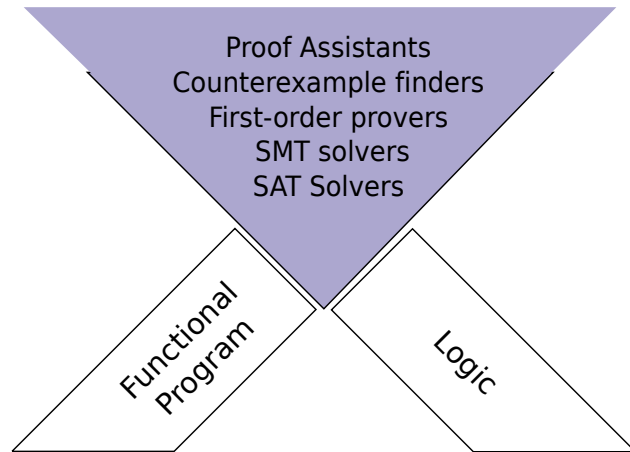 Proof Assistants
Counterexample finders
First-order provers
SMT solvers
SAT Solvers
Functional
Program
Logic